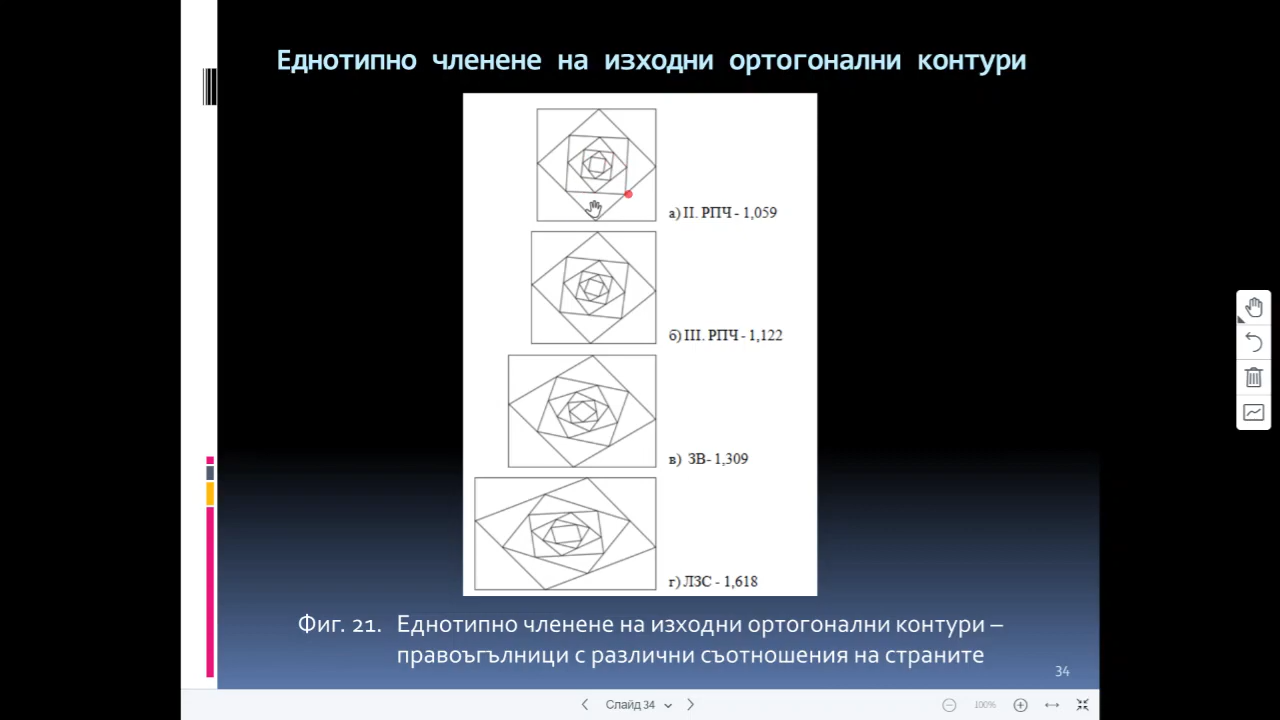 Еднотипно членене на изходни ортогонални контури
а) II. РПЧ - 1,059
б) III. РПЧ - 1,122
в) ЗВ- 1,309
г) ЛЗС - 1,618
Фиг. 21. Еднотипно членене на изходни ортогонални контури –
правоъгълници с различни съотношения на страните
34
Слайд 34
100%